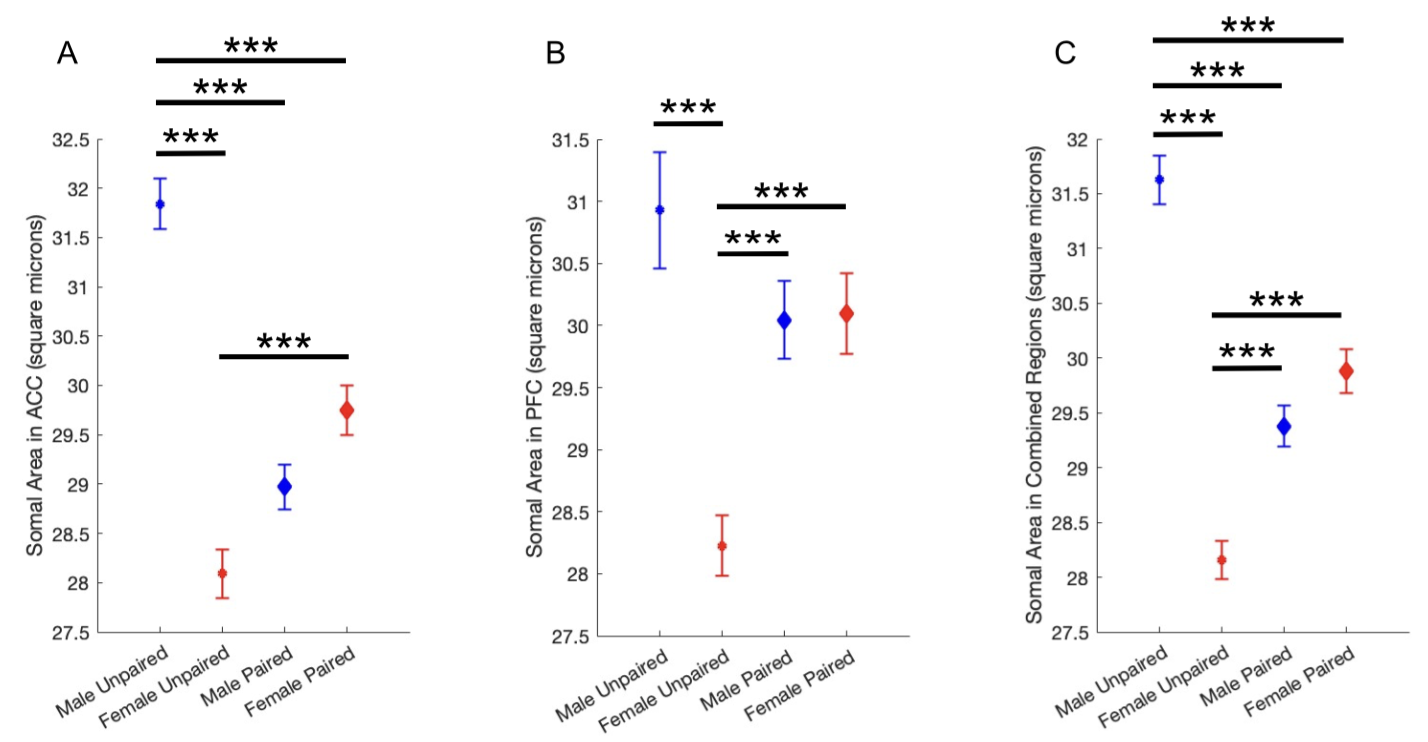 A
***
***
***
***
32.5
32
31.5
31
30.5
30
29.5
29
28.5
28
27.5
Somal Area in ACC (square microns)
Male Unpaired
Female Unpaired
Male Paired
Female Paired
B
***
***
***
31.5
31
30.5
30
29.5
29
28.5
28
27.5
Somal Area in PFC (square microns)
Male Unpaired
Female Unpaired
Male Paired
Female Paired
C
***
***
***
***
***
32
31.5
31
30.5
30
29.5
29
28.5
28
27.5
Somal Area in Combined Regions (square microns)
Male Unpaired
Female Unpaired
Male Paired
Female Paired